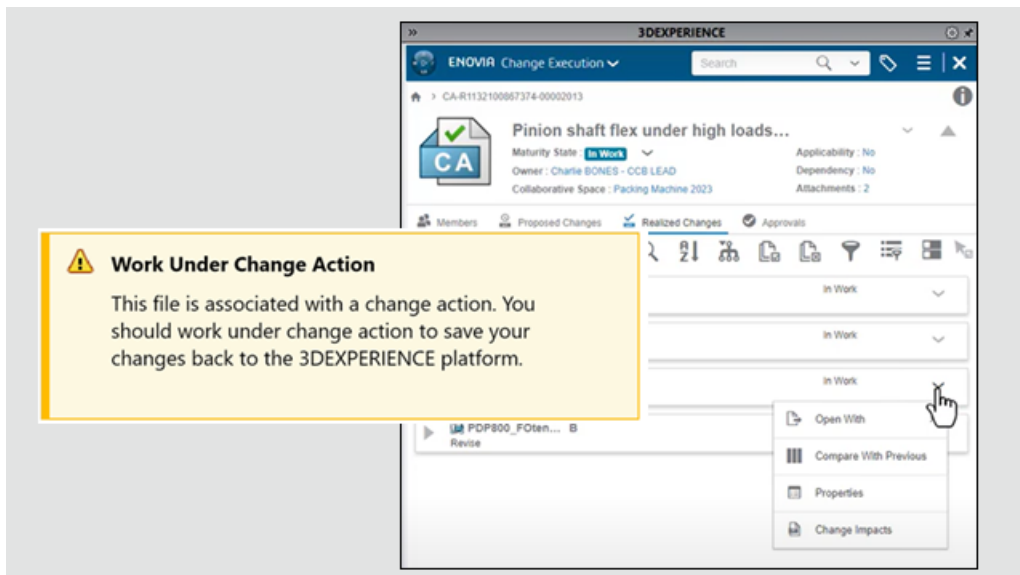 3DEXPERIENCE
ENOVIA Change Execution
Search
CA-R1132100867374-00002013
Pinion shaft flex under high loads...
Maturity State : In Work
Applicability : No
Owner : Charlie BONES - CCB LEAD
Dependency : No
Collaborative Space : Packing Machine 2023
Attachments : 2
CA
Members
Proposed Changes
Realized Changes
Approvals
Work Under Change Action
This file is associated with a change action. You
should work under change action to save your
changes back to the 3DEXPERIENCE platform.
In Work
In Work
In Work
PDP800_FOten... B
Revise
Open With
Compare With Previous
Properties
Change Impacts